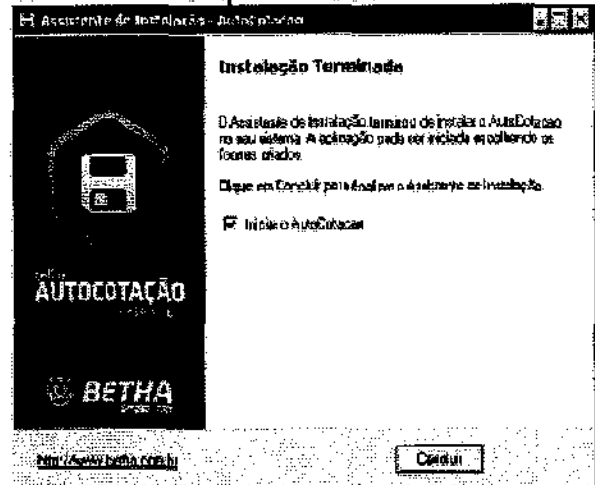 Assistente de Instalação - AutoCotacao
Instalação Terminada
O Assistente de Instalação terminou de instalar o AutoCotacao
no seu sistema. A aplicação pode ser iniciada escolhendo os
ícones criados.
Clique em Concluir para finalizar o Assistente de Instalação.
Iniciar o AutoCotacao
AUTOCOTAÇÃO
BETHA
http://www.betha.com.br
Concluir